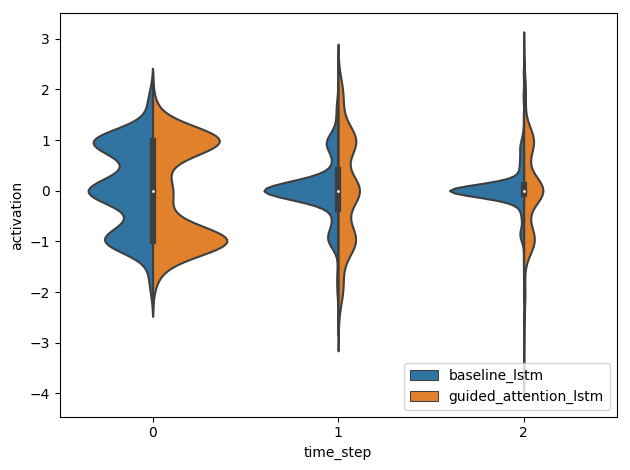 activation
3
2
1
0
−1
−2
−3
−4
0
1
2
time_step
baseline_lstm
guided_attention_lstm